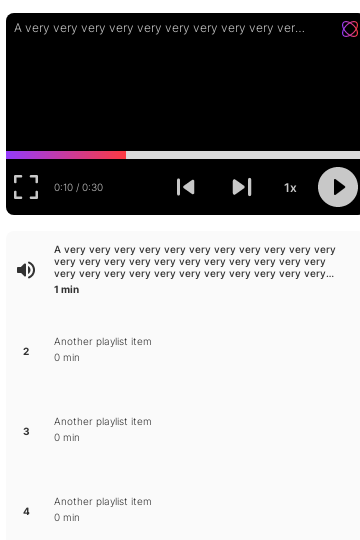 A very very very very very very very very very ver...
0:10 / 0:30
1x
A very very very very very very very very very very very
very very very very very very very very very very very
very very very very very very very very very very very...
1 min
2
Another playlist item
0 min
3
Another playlist item
0 min
4
Another playlist item
0 min